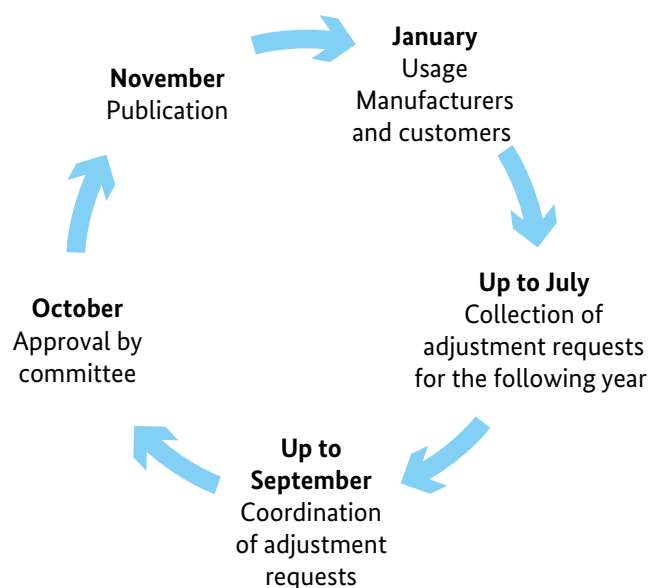 January
Usage
Manufacturers
and customers
Up to July
Collection of
adjustment requests
for the following year
Up to
September
Coordination
of adjustment
requests
October
Approval by
committee
November
Publication